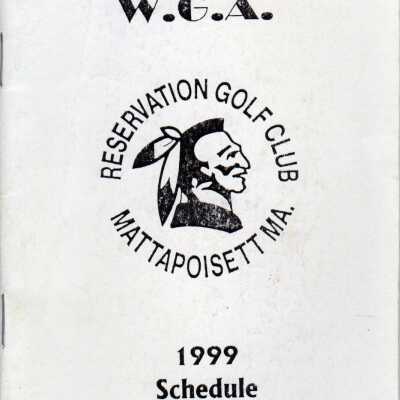 W.G.A.
RESERVATION GOLF CLUB
MATTAPOISETT MA.
1999
Schedule